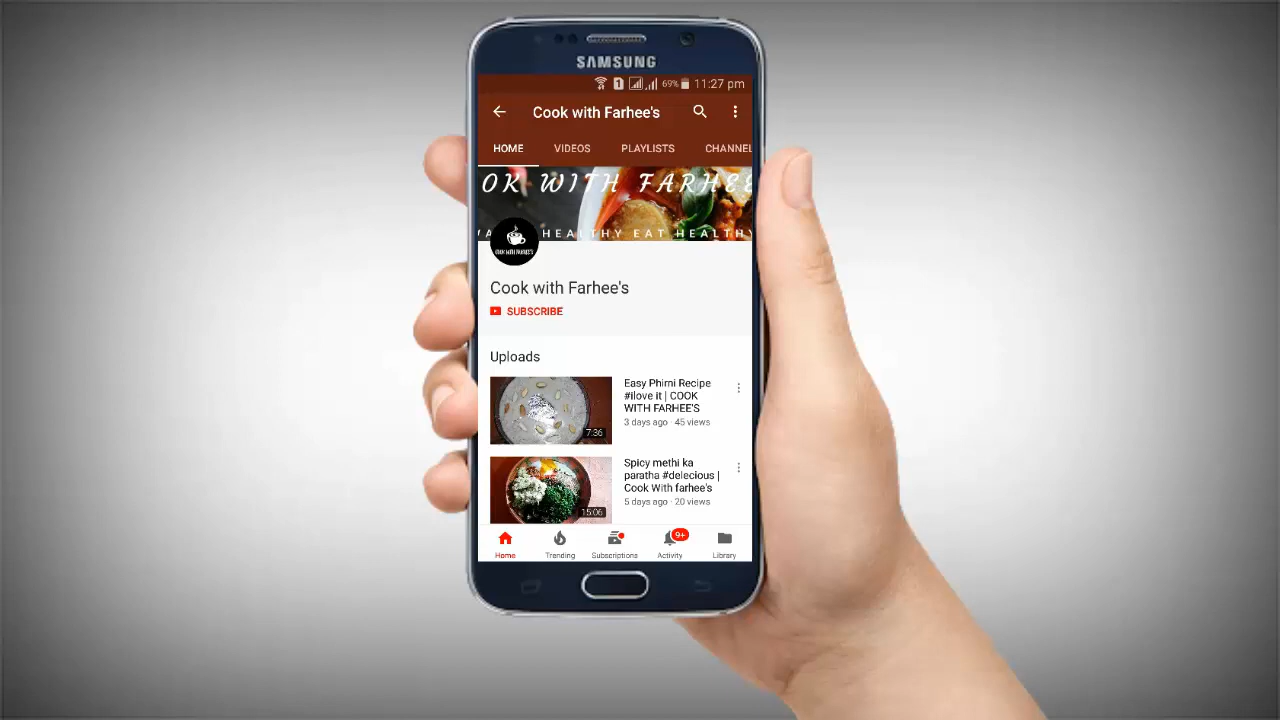 SAMSUNG
1 69% 11:27 pm
Cook with Farhee's
HOME VIDEOS PLAYLISTS CHANNEL
OK WITH FARHEE
HEALTHY EAT HEALTHY
Cook with Farhee's
SUBSCRIBE
Uploads
Easy Phirni Recipe
#ilove it | COOK
WITH FARHEE'S
3 days ago · 45 views
7:36
Spicy methi ka
paratha #delecious |
Cook With farhee's
5 days ago · 20 views
15:06
9+
Home Trending Subscriptions Activity Library